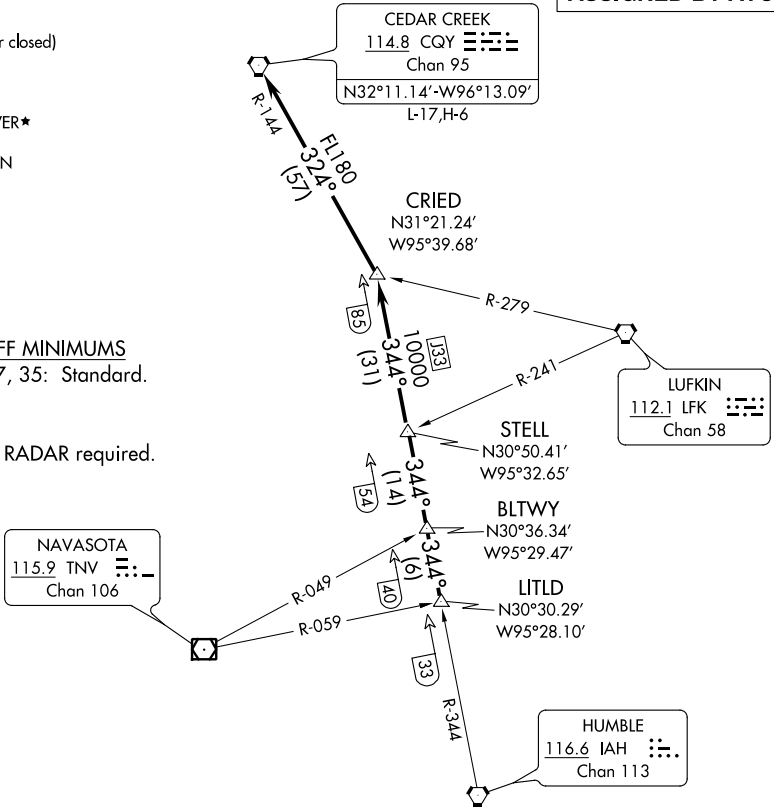 r closed)
CEDAR CREEK
114.8 CQY
Chan 95
N32°11.14'-W96°13.09'
L-17,H-6
VER★
N
R-144
FL180
324°
(57)
CRIED
N31°21.24'
W95°39.68'
R-279
85
10000
344°
(31)
J33
R-241
FF MINIMUMS
7, 35: Standard.
LUFKIN
112.1 LFK
Chan 58
STELL
N30°50.41'
W95°32.65'
RADAR required.
54
344°
(14)
BLTWY
N30°36.34'
W95°29.47'
NAVASOTA
115.9 TNV
Chan 106
R-049
40
344°
(6)
LITLD
N30°30.29'
W95°28.10'
R-059
33
R-344
HUMBLE
116.6 IAH
Chan 113